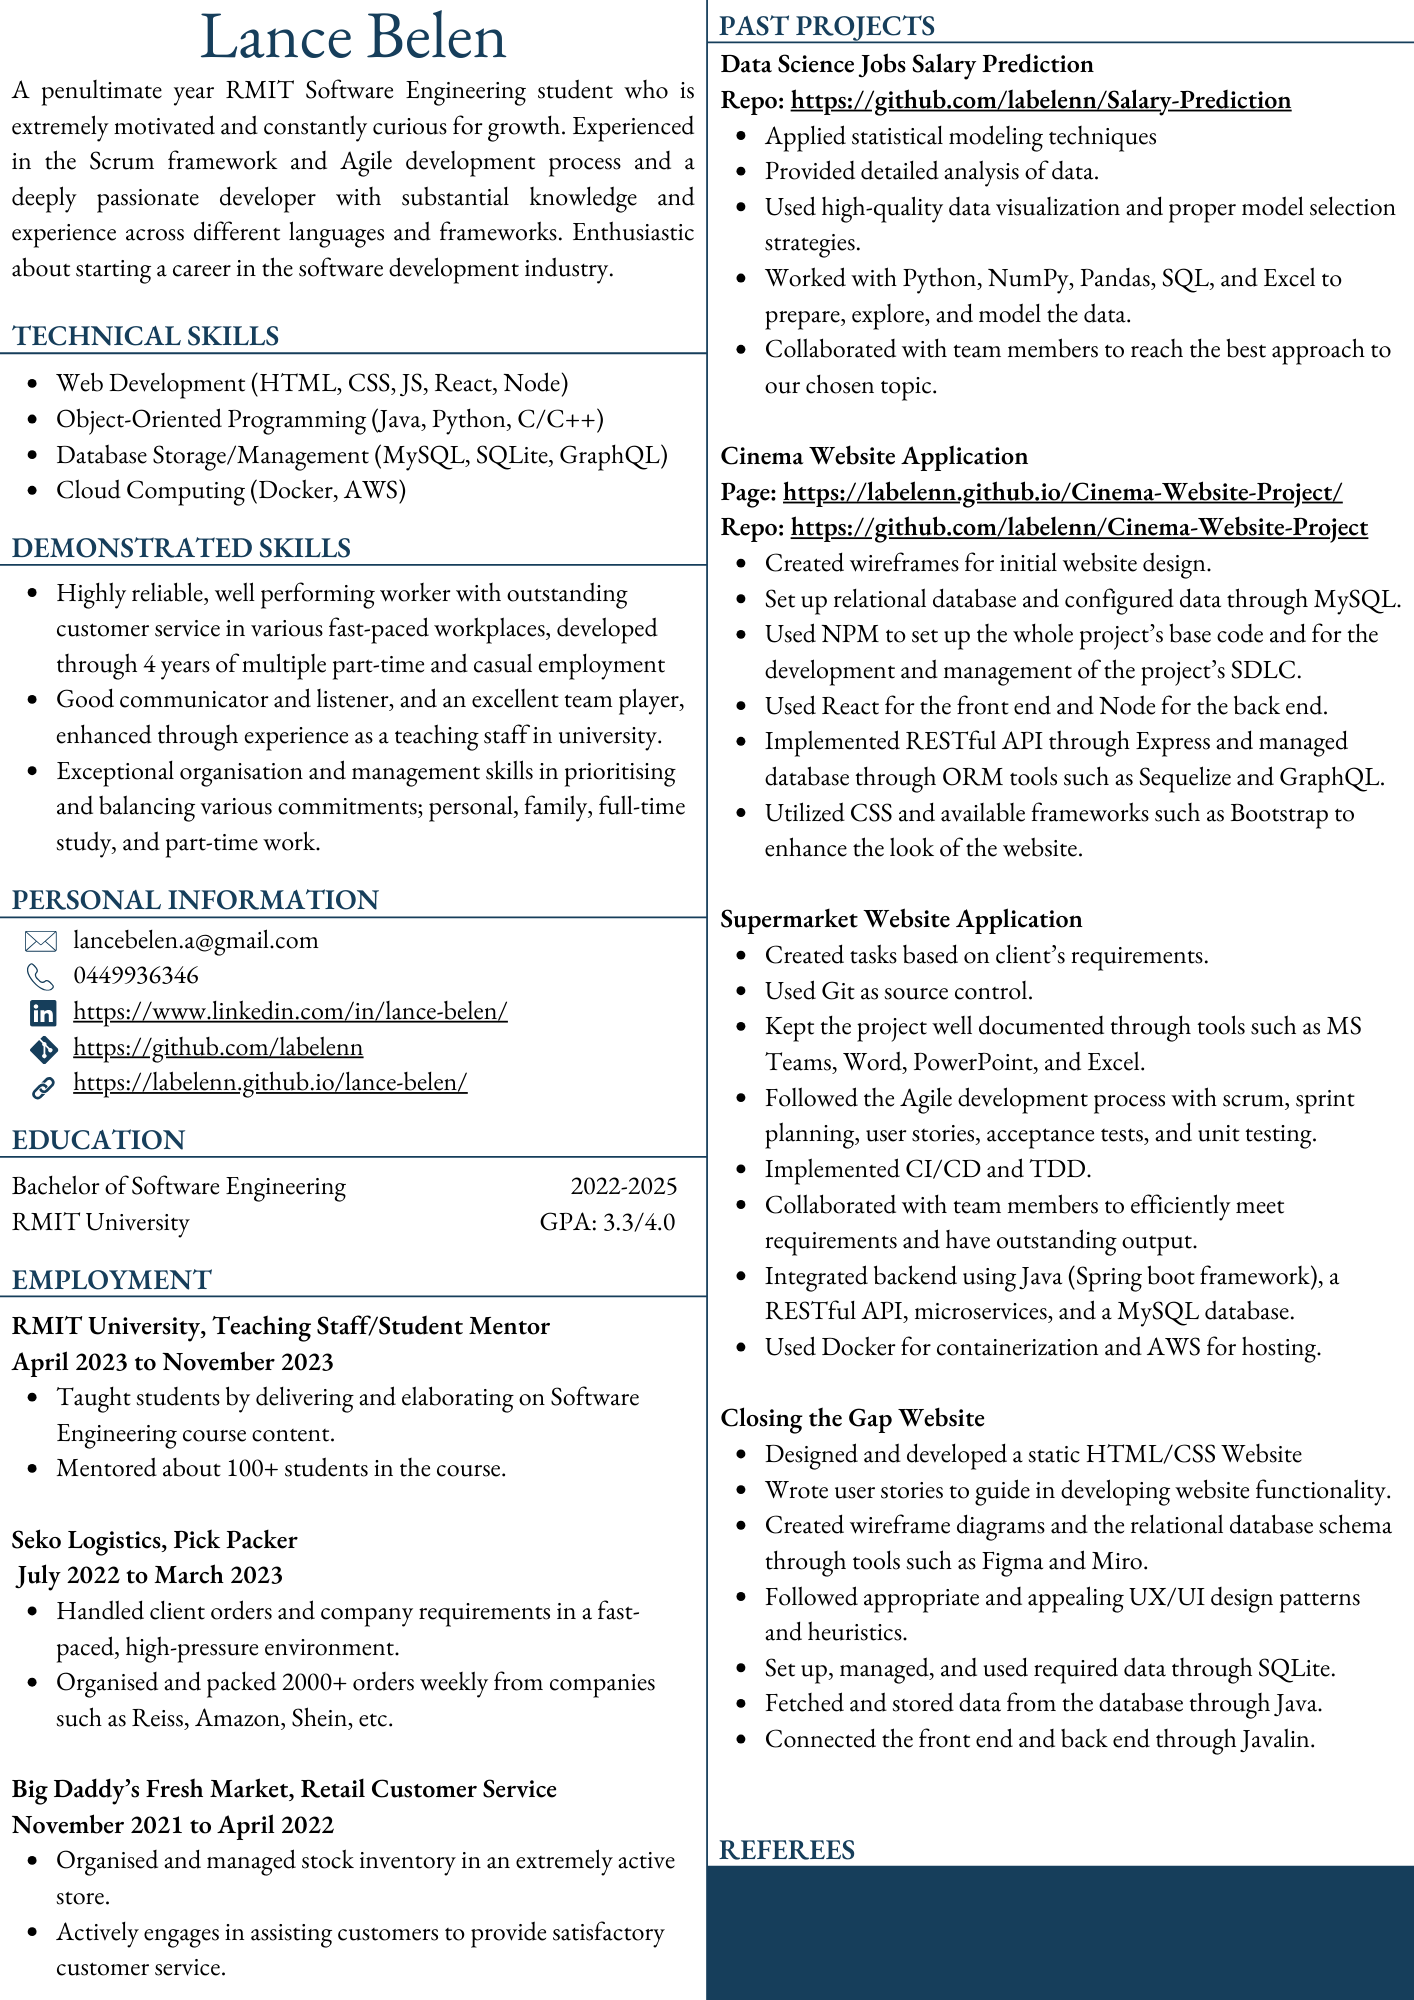 Lance Belen
A penultimate year RMIT Software Engineering student who is
extremely motivated and constantly curious for growth. Experienced
in the Scrum framework and Agile development process and a
deeply passionate developer with substantial knowledge and
experience across different languages and frameworks. Enthusiastic
about starting a career in the software development industry.
TECHNICAL SKILLS
• Web Development (HTML, CSS, JS, React, Node)
• Object-Oriented Programming (Java, Python, C/C++)
• Database Storage/Management (MySQL, SQLite, GraphQL)
• Cloud Computing (Docker, AWS)
DEMONSTRATED SKILLS
• Highly reliable, well performing worker with outstanding
customer service in various fast-paced workplaces, developed
through 4 years of multiple part-time and casual employment
• Good communicator and listener, and an excellent team player,
enhanced through experience as a teaching staff in university.
• Exceptional organisation and management skills in prioritising
and balancing various commitments; personal, family, full-time
study, and part-time work.
PERSONAL INFORMATION
lancebelen.a@gmail.com
0449936346
https://www.linkedin.com/in/lance-belen/
https://github.com/labelenn
https://labelenn.github.io/lance-belen/
EDUCATION
Bachelor of Software Engineering 2022-2025
RMIT University GPA: 3.3/4.0
EMPLOYMENT
RMIT University, Teaching Staff/Student Mentor
April 2023 to November 2023
• Taught students by delivering and elaborating on Software
Engineering course content.
• Mentored about 100+ students in the course.
Seko Logistics, Pick Packer
July 2022 to March 2023
• Handled client orders and company requirements in a fast-
paced, high-pressure environment.
• Organised and packed 2000+ orders weekly from companies
such as Reiss, Amazon, Shein, etc.
Big Daddy’s Fresh Market, Retail Customer Service
November 2021 to April 2022
• Organised and managed stock inventory in an extremely active
store.
• Actively engages in assisting customers to provide satisfactory
customer service.
PAST PROJECTS
Data Science Jobs Salary Prediction
Repo: https://github.com/labelenn/Salary-Prediction
• Applied statistical modeling techniques
• Provided detailed analysis of data.
• Used high-quality data visualization and proper model selection
strategies.
• Worked with Python, NumPy, Pandas, SQL, and Excel to
prepare, explore, and model the data.
• Collaborated with team members to reach the best approach to
our chosen topic.
Cinema Website Application
Page: https://labelenn.github.io/Cinema-Website-Project/
Repo: https://github.com/labelenn/Cinema-Website-Project
• Created wireframes for initial website design.
• Set up relational database and configured data through MySQL.
• Used NPM to set up the whole project’s base code and for the
development and management of the project’s SDLC.
• Used React for the front end and Node for the back end.
• Implemented RESTful API through Express and managed
database through ORM tools such as Sequelize and GraphQL.
• Utilized CSS and available frameworks such as Bootstrap to
enhance the look of the website.
Supermarket Website Application
• Created tasks based on client’s requirements.
• Used Git as source control.
• Kept the project well documented through tools such as MS
Teams, Word, PowerPoint, and Excel.
• Followed the Agile development process with scrum, sprint
planning, user stories, acceptance tests, and unit testing.
• Implemented CI/CD and TDD.
• Collaborated with team members to efficiently meet
requirements and have outstanding output.
• Integrated backend using Java (Spring boot framework), a
RESTful API, microservices, and a MySQL database.
• Used Docker for containerization and AWS for hosting.
Closing the Gap Website
• Designed and developed a static HTML/CSS Website
• Wrote user stories to guide in developing website functionality.
• Created wireframe diagrams and the relational database schema
through tools such as Figma and Miro.
• Followed appropriate and appealing UX/UI design patterns
and heuristics.
• Set up, managed, and used required data through SQLite.
• Fetched and stored data from the database through Java.
• Connected the front end and back end through Javalin.
REFEREES